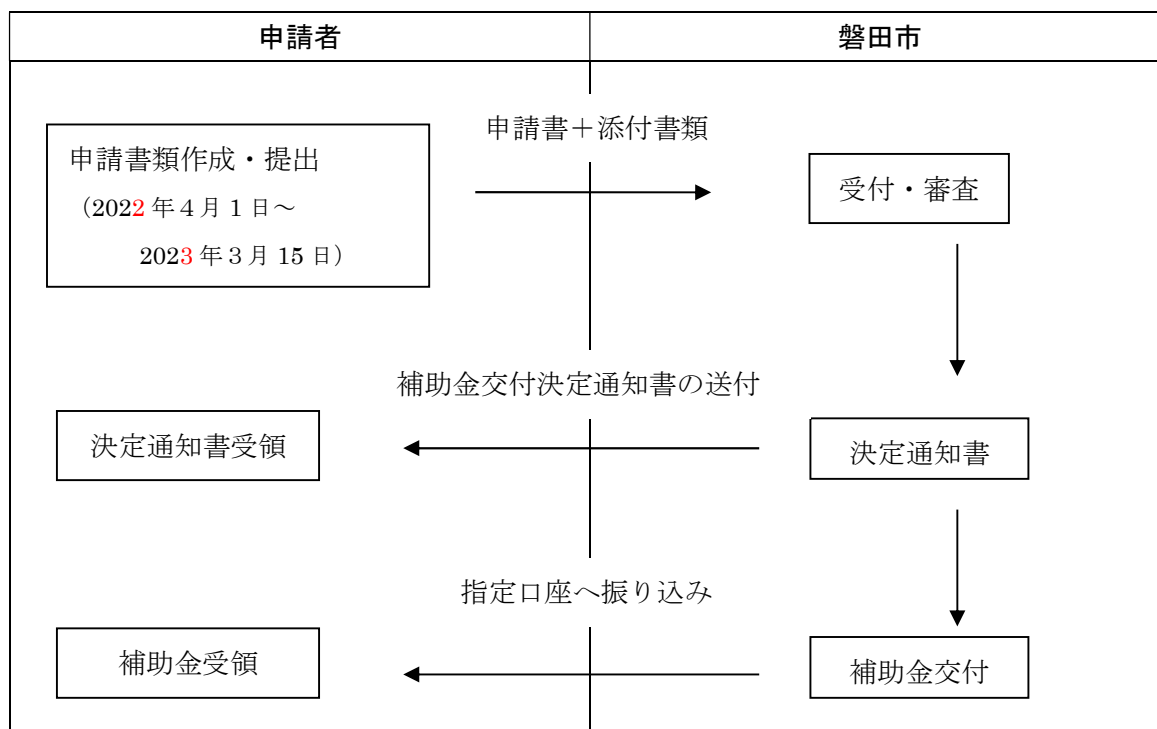 申請者
磐田市
申請書＋添付書類
申請書類作成・提出
（2022年４月１日～
2023年３月15日）
受付・審査
補助金交付決定通知書の送付
決定通知書受領
決定通知書
指定口座へ振り込み
補助金受領
補助金交付